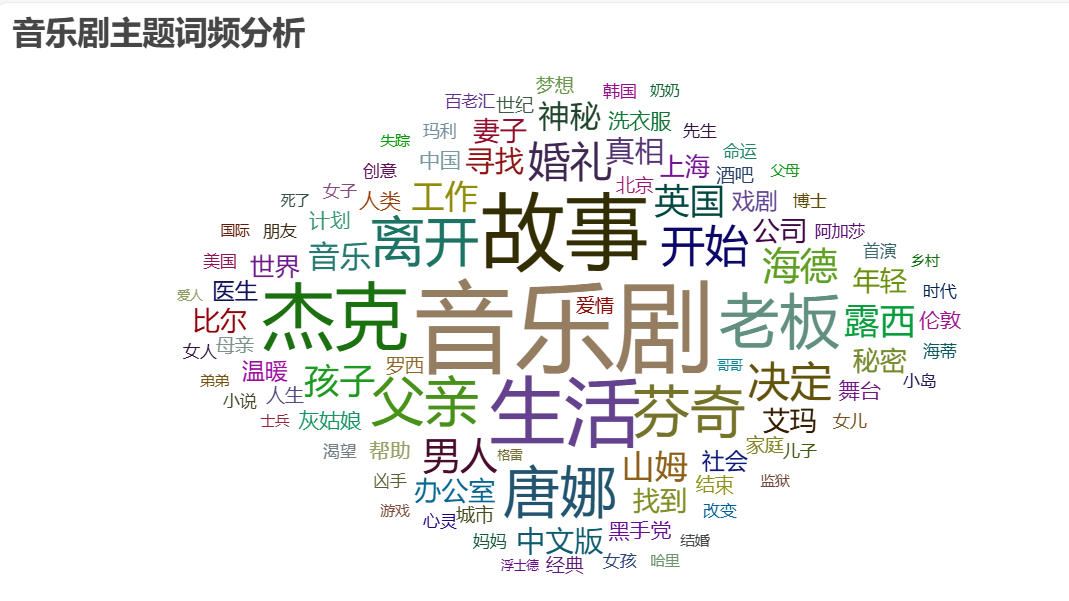 音乐剧主题词频分析
梦想
韩国 奶奶
百老汇 世纪 神秘 洗衣服
玛利 妻子 先生
失踪 中国 寻找 婚礼 真相 上海 命运
创意 北京 酒吧 父母
死了 女子 人类 工作 故事 英国 戏剧 博士
国际 朋友 计划 离开 开始 公司 阿加莎
美国 世界 音乐 海德 首演 乡村
爱人 医生 年轻 时代
比尔 杰克 音乐剧 爱情 老板 露西 伦敦
女人 母亲 海蒂
弟弟 温暖 罗西 哥哥 秘密 小岛
小说 人生 孩子 父亲 生活 芬奇 决定 舞台
士兵 灰姑娘 艾玛 女儿
渴望 帮助 男人 格雷 家庭 儿子
凶手 山姆 社会 监狱
办公室 唐娜 找到 结束
游戏 心灵 城市 改变
妈妈 中文版 黑手党 结婚
浮士德 经典 女孩 哈里